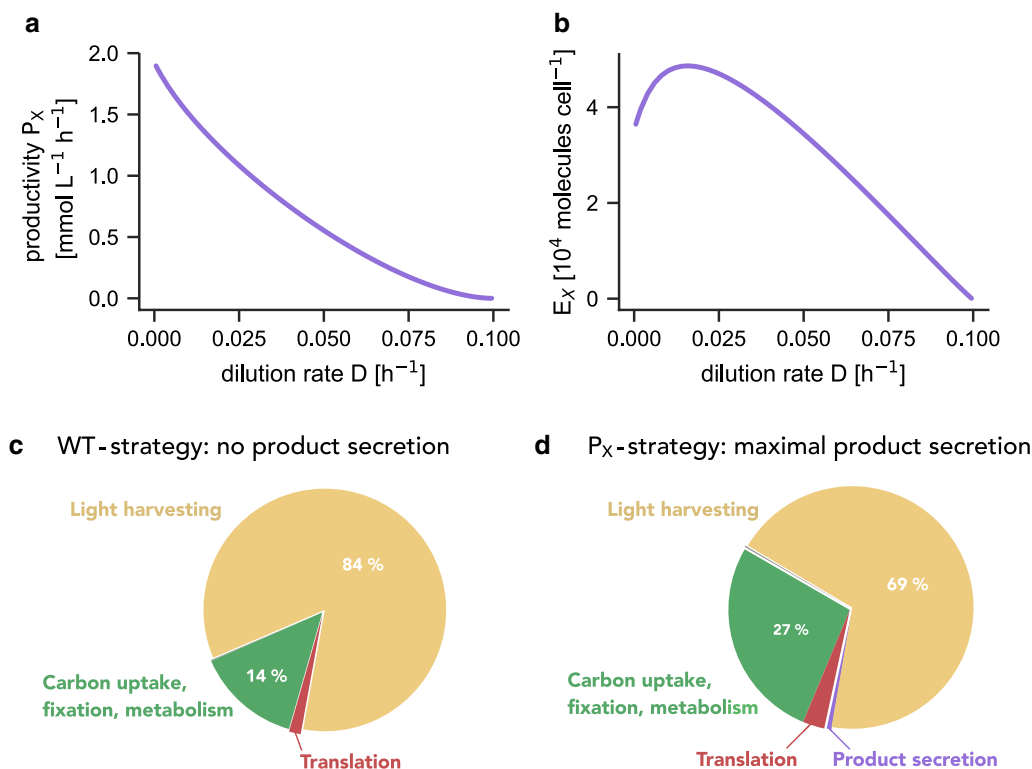 a
productivity Pₓ
[mmol L⁻¹ h⁻¹]
2.0
1.5
1.0
0.5
0.0
0.000 0.025 0.050 0.075 0.100
dilution rate D [h⁻¹]
b
Eₓ [10⁴ molecules cell⁻¹]
4
2
0
0.000 0.025 0.050 0.075 0.100
dilution rate D [h⁻¹]
c WT-strategy: no product secretion
Light harvesting
84 %
14 %
Carbon uptake,
fixation, metabolism
Translation
d Pₓ-strategy: maximal product secretion
Light harvesting
69 %
27 %
Carbon uptake,
fixation, metabolism
Translation
Product secretion